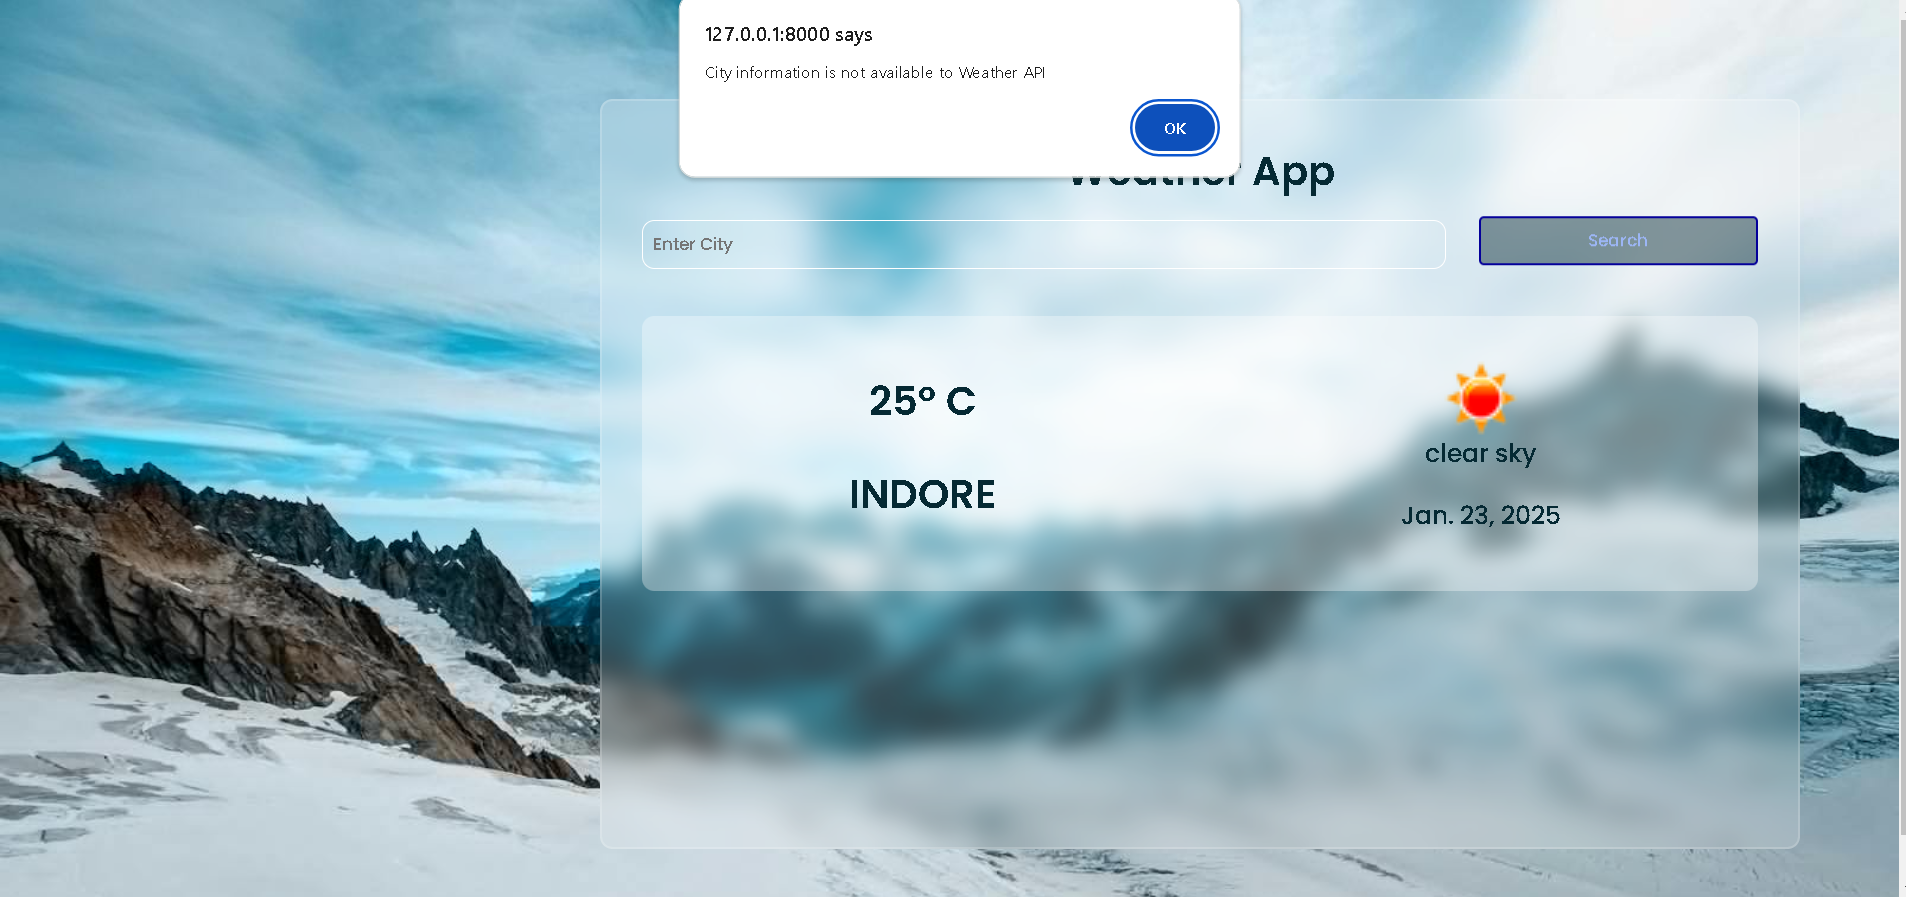 127.0.0.1:8000 says
City information is not available to Weather API
OK
Weather App
Enter City
Search
25° C
INDORE
clear sky
Jan. 23, 2025